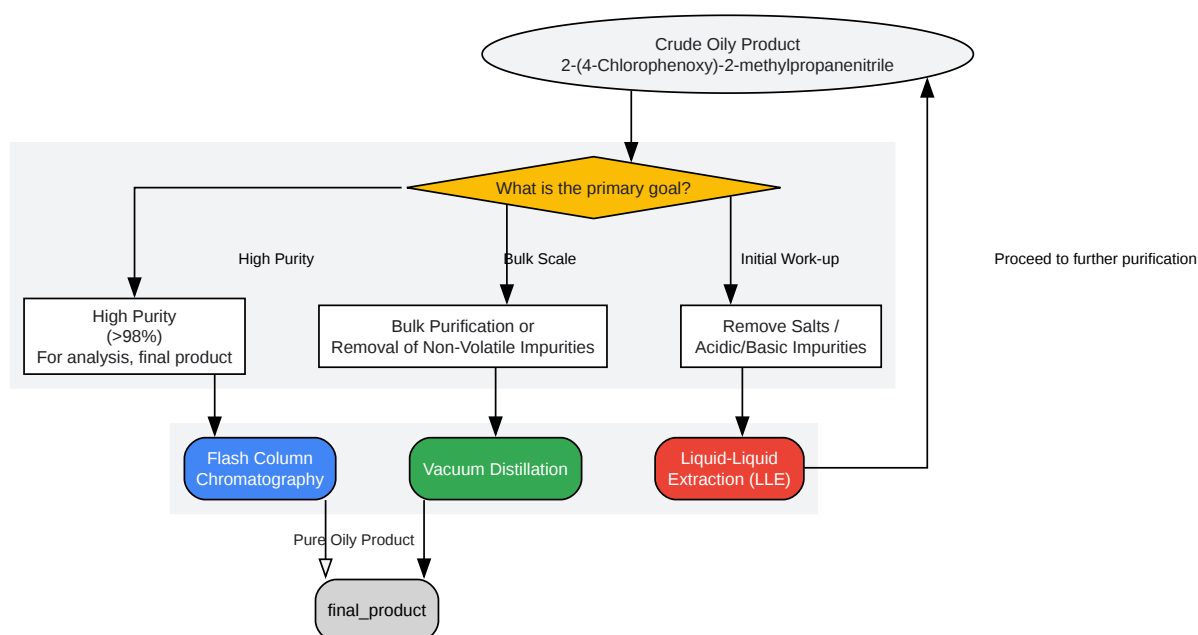 Crude Oily Product
2-(4-Chlorophenoxy)-2-methylpropanenitrile
What is the primary goal?
High Purity
Bulk Scale
Initial Work-up
Proceed to further purification
High Purity
(>98%)
For analysis, final product
Bulk Purification or
Removal of Non-Volatile Impurities
Remove Salts /
Acidic/Basic Impurities
Flash Column
Chromatography
Vacuum Distillation
Liquid-Liquid
Extraction (LLE)
Pure Oily Product
final_product